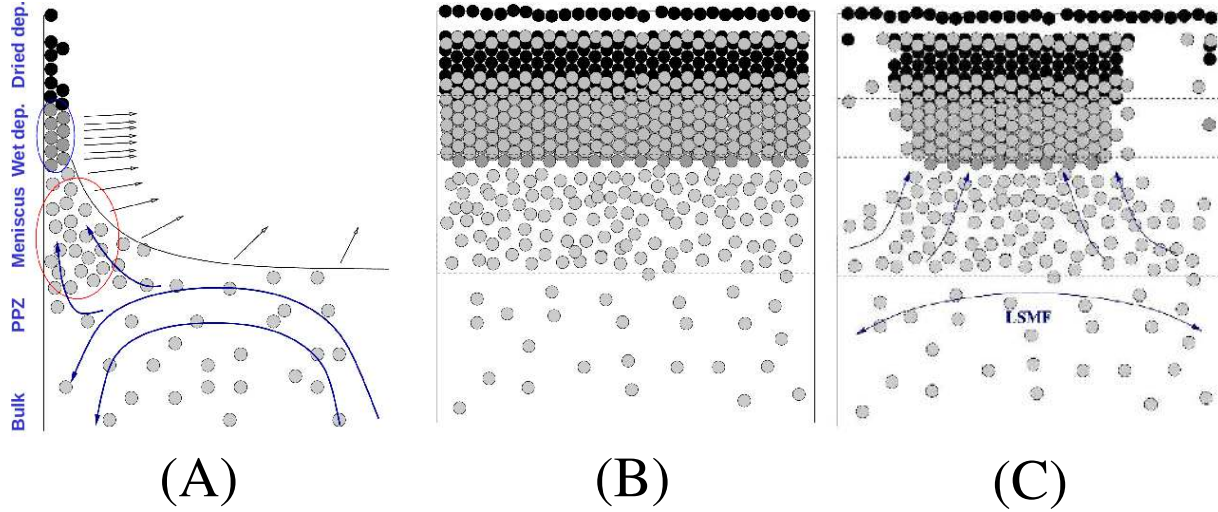 Dried dep.
Wet dep.
Meniscus
PPZ
Bulk
LSMF
(A)
(B)
(C)